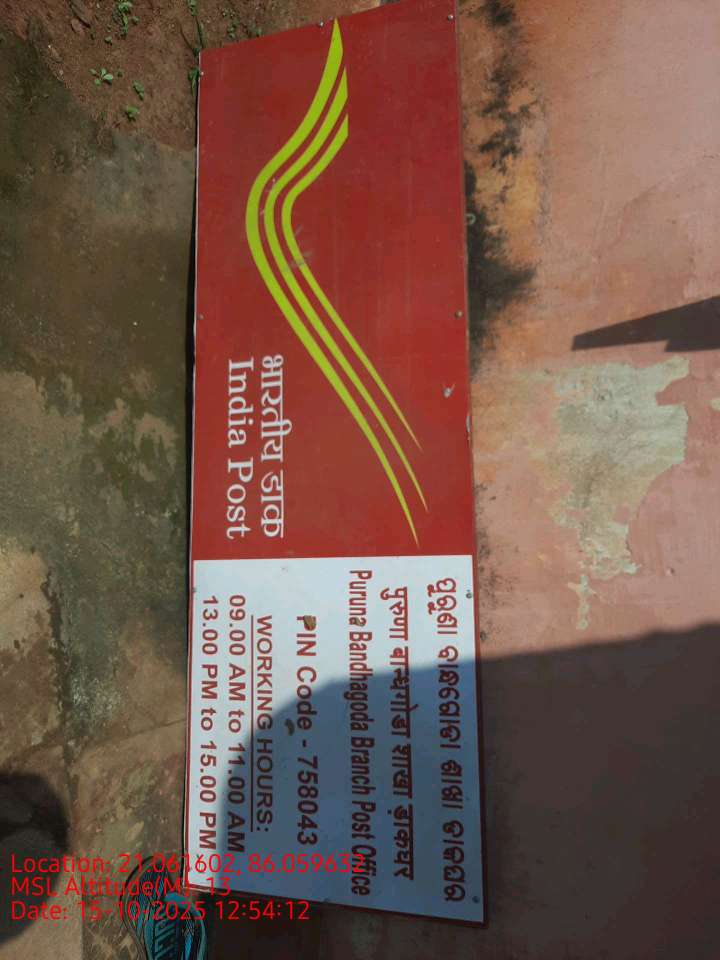 भारतीय डाक
India Post
ପୁରୁଣା ବାନ୍ଧଗୋଡା ଶାଖା ଡାକଘର
पुरुणा बान्धगोडा शाखा डाकघर
Puruna Bandhagoda Branch Post Office
PIN Code - 758043
WORKING HOURS:
09.00 AM to 11.00 AM
13.00 PM to 15.00 PM
Location: 21.061602, 86.059632
MSL Altitude(M)-13
Date: 15-10-2025 12:54:12